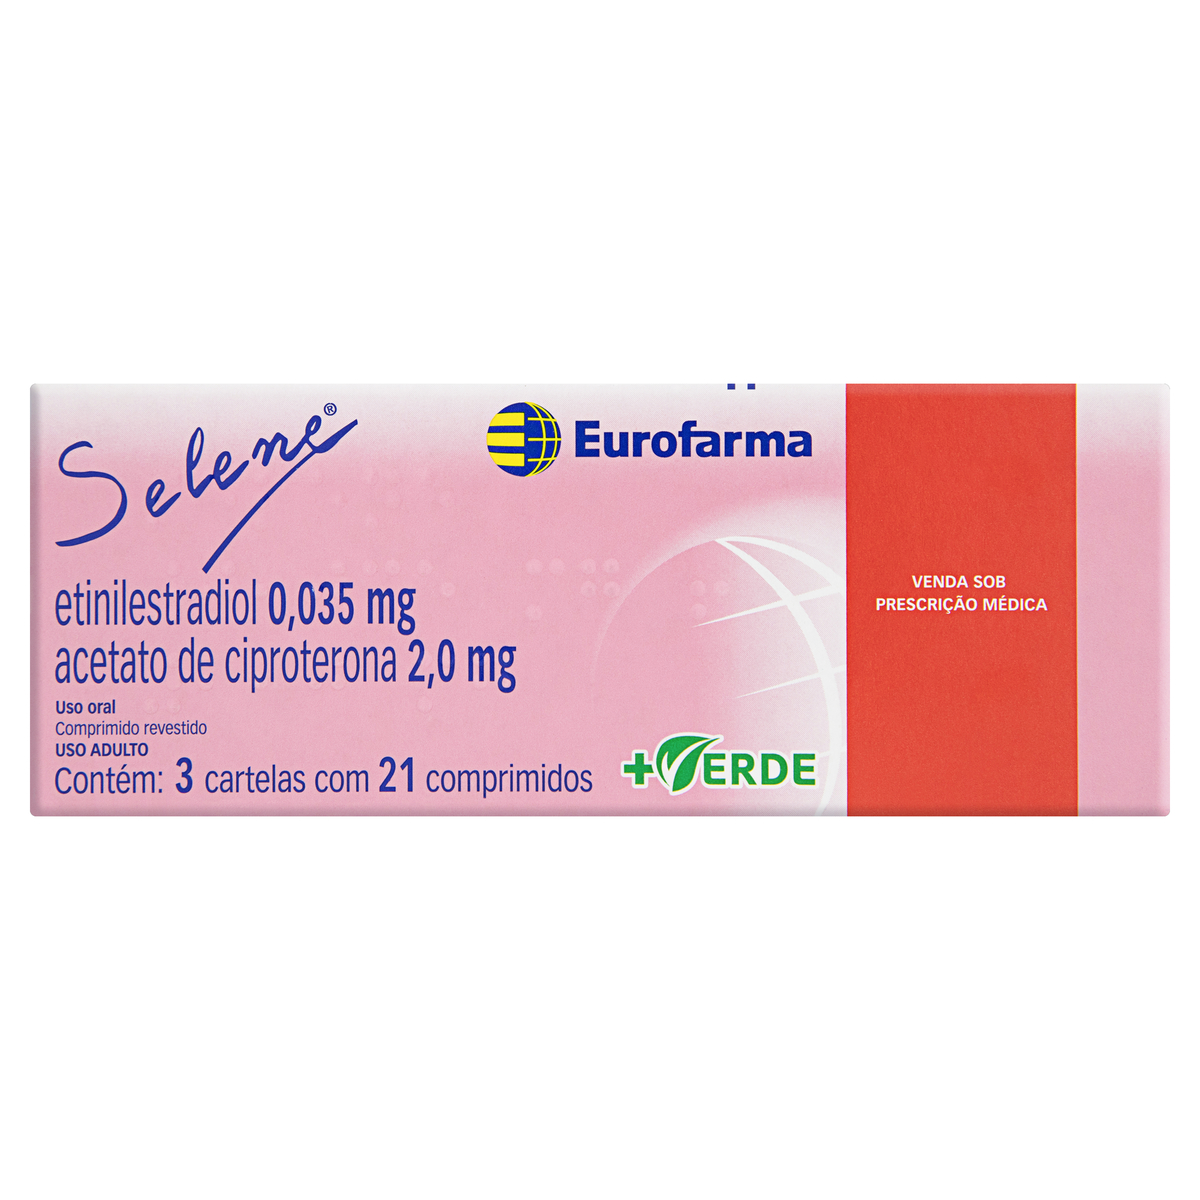 Selene®
Eurofarma
etinilestradiol 0,035 mg
acetato de ciproterona 2,0 mg
Uso oral
Comprimido revestido
USO ADULTO
Contém: 3 cartelas com 21 comprimidos
+VERDE
VENDA SOB
PRESCRIÇÃO MÉDICA